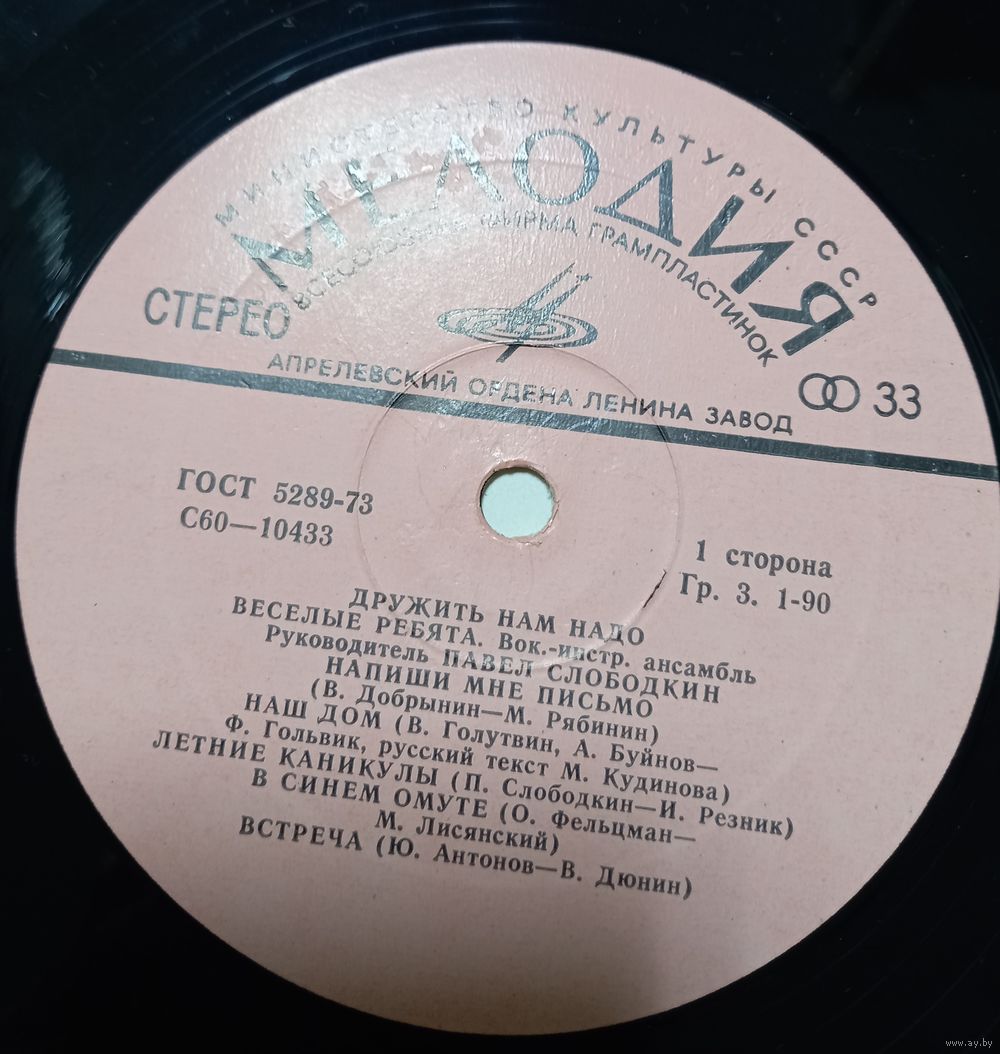 МИНИСТЕРСТВО КУЛЬТУРЫ СССР
МЕЛОДИЯ
ВСЕСОЮЗНАЯ ФИРМА ГРАМПЛАСТИНОК
СТЕРЕО
33
АПРЕЛЕВСКИЙ ОРДЕНА ЛЕНИНА ЗАВОД
ГОСТ 5289-73
С60—10433
1 сторона
Гр. 3. 1-90
ДРУЖИТЬ НАМ НАДО
ВЕСЕЛЫЕ РЕБЯТА. Вок.-инстр. ансамбль
Руководитель ПАВЕЛ СЛОБОДКИН
НАПИШИ МНЕ ПИСЬМО
(В. Добрынин—М. Рябинин)
НАШ ДОМ (В. Голутвин, А. Буйнов—
Ф. Гольвик, русский текст М. Кудинова)
ЛЕТНИЕ КАНИКУЛЫ (П. Слободкин—И. Резник)
В СИНЕМ ОМУТЕ (О. Фельцман—
М. Лисянский)
ВСТРЕЧА (Ю. Антонов—В. Дюнин)
www.ay.by